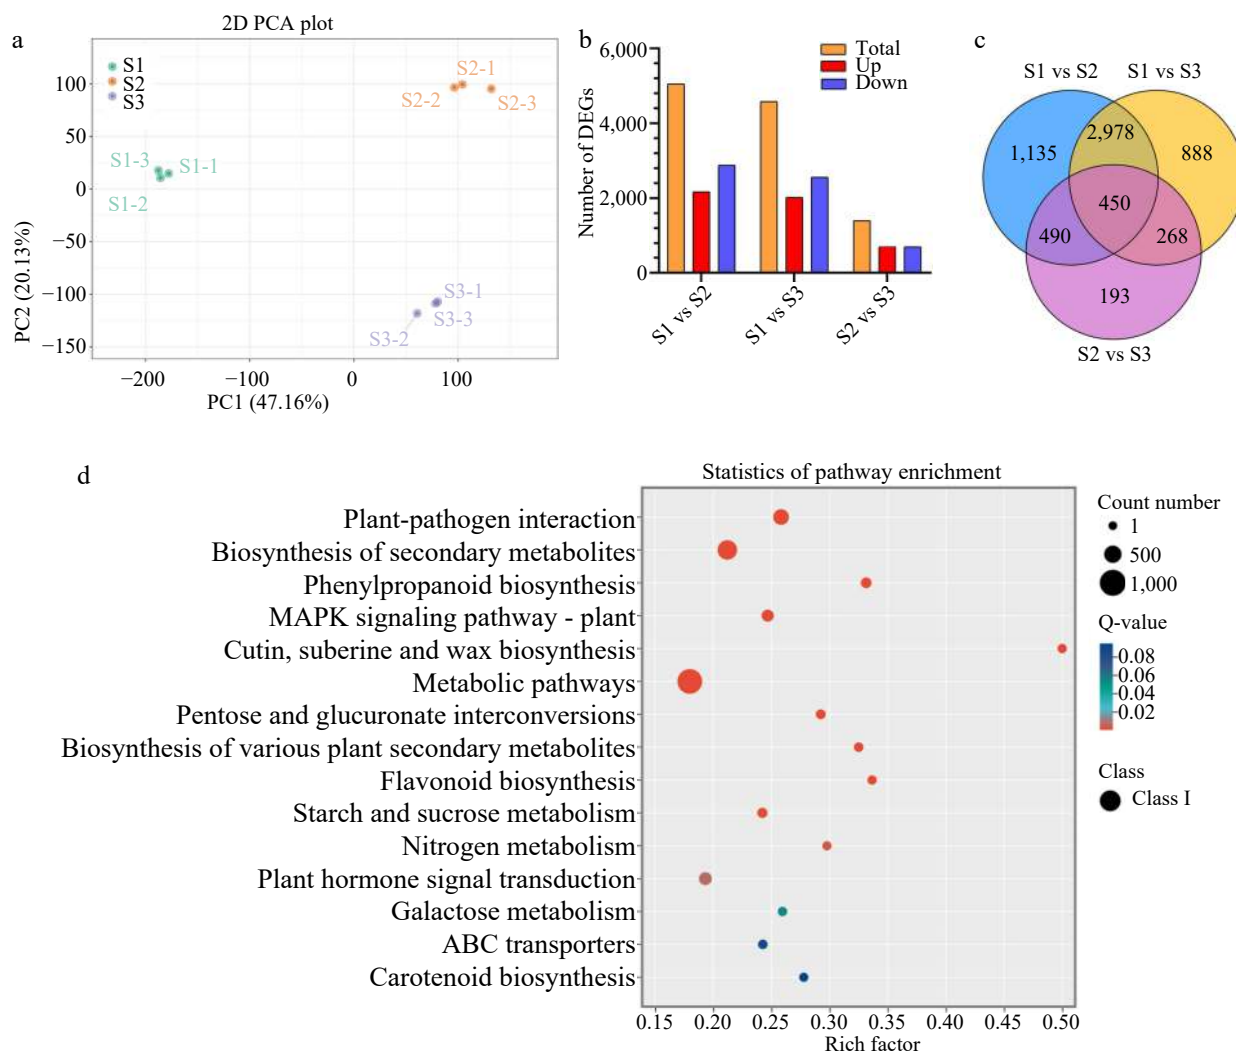 a
2D PCA plot
S1
S2
S3
S2-1
S2-2
S2-3
S1-3
S1-1
S1-2
S3-1
S3-3
S3-2
100
50
0
−50
−100
−150
PC2 (20.13%)
−200
−100
0
100
PC1 (47.16%)
b
6,000
4,000
2,000
0
Number of DEGs
Total
Up
Down
S1 vs S2
S1 vs S3
S2 vs S3
c
S1 vs S2
S1 vs S3
1,135
2,978
888
450
490
268
193
S2 vs S3
d
Statistics of pathway enrichment
Plant-pathogen interaction
Biosynthesis of secondary metabolites
Phenylpropanoid biosynthesis
MAPK signaling pathway - plant
Cutin, suberine and wax biosynthesis
Metabolic pathways
Pentose and glucuronate interconversions
Biosynthesis of various plant secondary metabolites
Flavonoid biosynthesis
Starch and sucrose metabolism
Nitrogen metabolism
Plant hormone signal transduction
Galactose metabolism
ABC transporters
Carotenoid biosynthesis
0.15
0.20
0.25
0.30
0.35
0.40
0.45
0.50
Rich factor
Count number
1
500
1,000
Q-value
0.08
0.06
0.04
0.02
Class
Class I